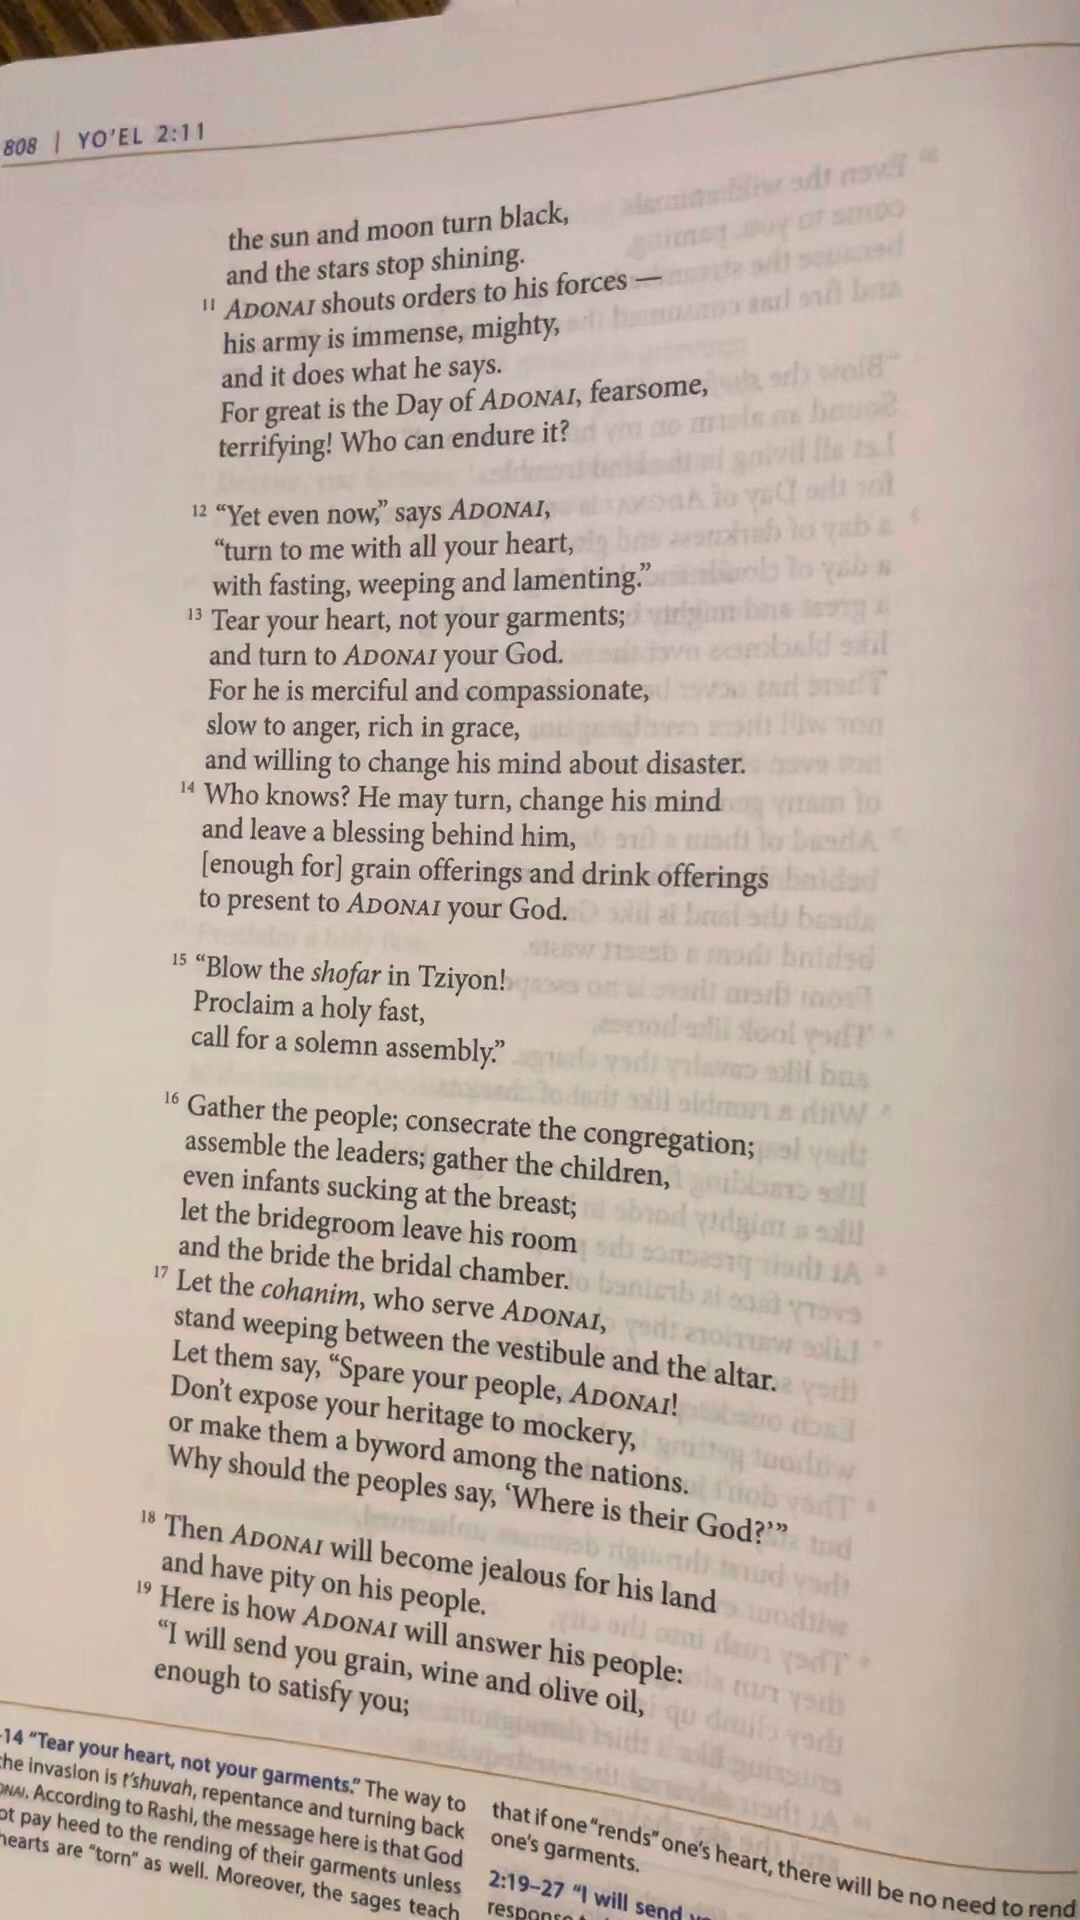 808 | YO'EL 2:11
the sun and moon turn black,
and the stars stop shining.
11 ADONAI shouts orders to his forces —
his army is immense, mighty,
and it does what he says.
For great is the Day of ADONAI, fearsome,
terrifying! Who can endure it?
12 “Yet even now,” says ADONAI,
“turn to me with all your heart,
with fasting, weeping and lamenting.”
13 Tear your heart, not your garments;
and turn to ADONAI your God.
For he is merciful and compassionate,
slow to anger, rich in grace,
and willing to change his mind about disaster.
14 Who knows? He may turn, change his mind
and leave a blessing behind him,
[enough for] grain offerings and drink offerings
to present to ADONAI your God.
15 “Blow the shofar in Tziyon!
Proclaim a holy fast,
call for a solemn assembly.”
16 Gather the people; consecrate the congregation;
assemble the leaders; gather the children,
even infants sucking at the breast;
let the bridegroom leave his room
and the bride the bridal chamber.
17 Let the cohanim, who serve ADONAI,
stand weeping between the vestibule and the altar.
Let them say, “Spare your people, ADONAI!
Don’t expose your heritage to mockery,
or make them a byword among the nations.
Why should the peoples say, ‘Where is their God?’”
18 Then ADONAI will become jealous for his land
and have pity on his people.
19 Here is how ADONAI will answer his people:
“I will send you grain, wine and olive oil,
enough to satisfy you;
-14 “Tear your heart, not your garments.” The way to
the invasion is t’shuvah, repentance and turning back
According to Rashi, the message here is that God
pay heed to the rending of their garments unless
hearts are “torn” as well. Moreover, the sages teach
that if one “rends” one’s heart, there will be no need to rend
one’s garments.
2:19–27 “I will send